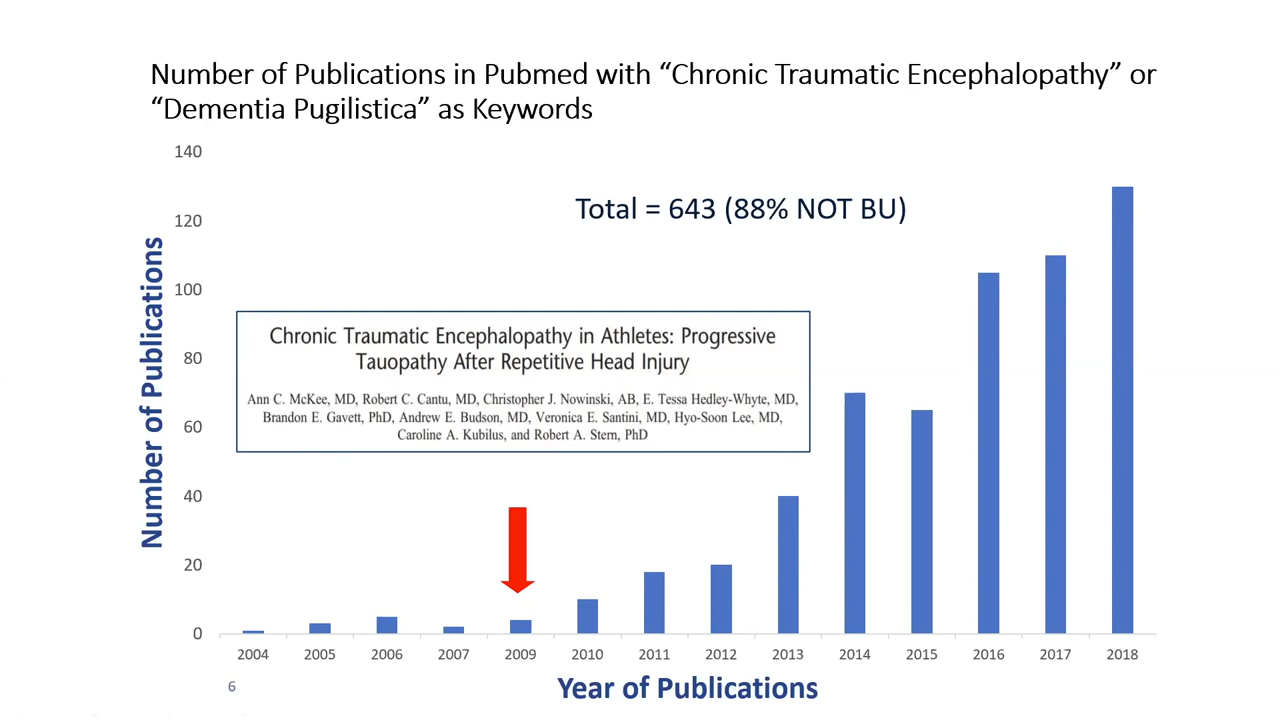 Number of Publications in Pubmed with “Chronic Traumatic Encephalopathy” or
“Dementia Pugilistica” as Keywords
140
Total = 643 (88% NOT BU)
120
100
80
60
40
20
0
Number of Publications
Chronic Traumatic Encephalopathy in Athletes: Progressive
Tauopathy After Repetitive Head Injury
Ann C. McKee, MD, Robert C. Cantu, MD, Christopher J. Nowinski, AB, E. Tessa Hedley-Whyte, MD,
Brandon E. Gavett, PhD, Andrew E. Budson, MD, Veronica E. Santini, MD, Hyo-Soon Lee, MD,
Caroline A. Kubilus, and Robert A. Stern, PhD
2004 2005 2006 2007 2009 2010 2011 2012 2013 2014 2015 2016 2017 2018
Year of Publications
6